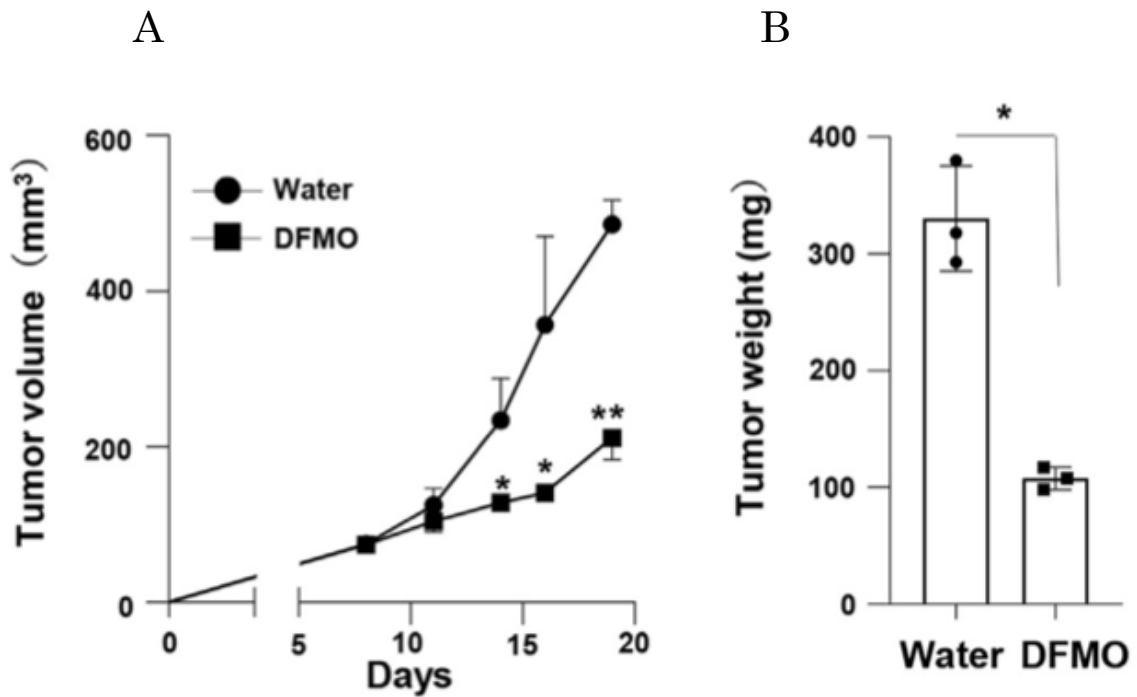 A
B
600
400
200
0
Tumor volume (mm³)
Water
DFMO
*
*
**
0
5
10
15
20
Days
400
300
200
100
0
Tumor weight (mg)
*
Water DFMO